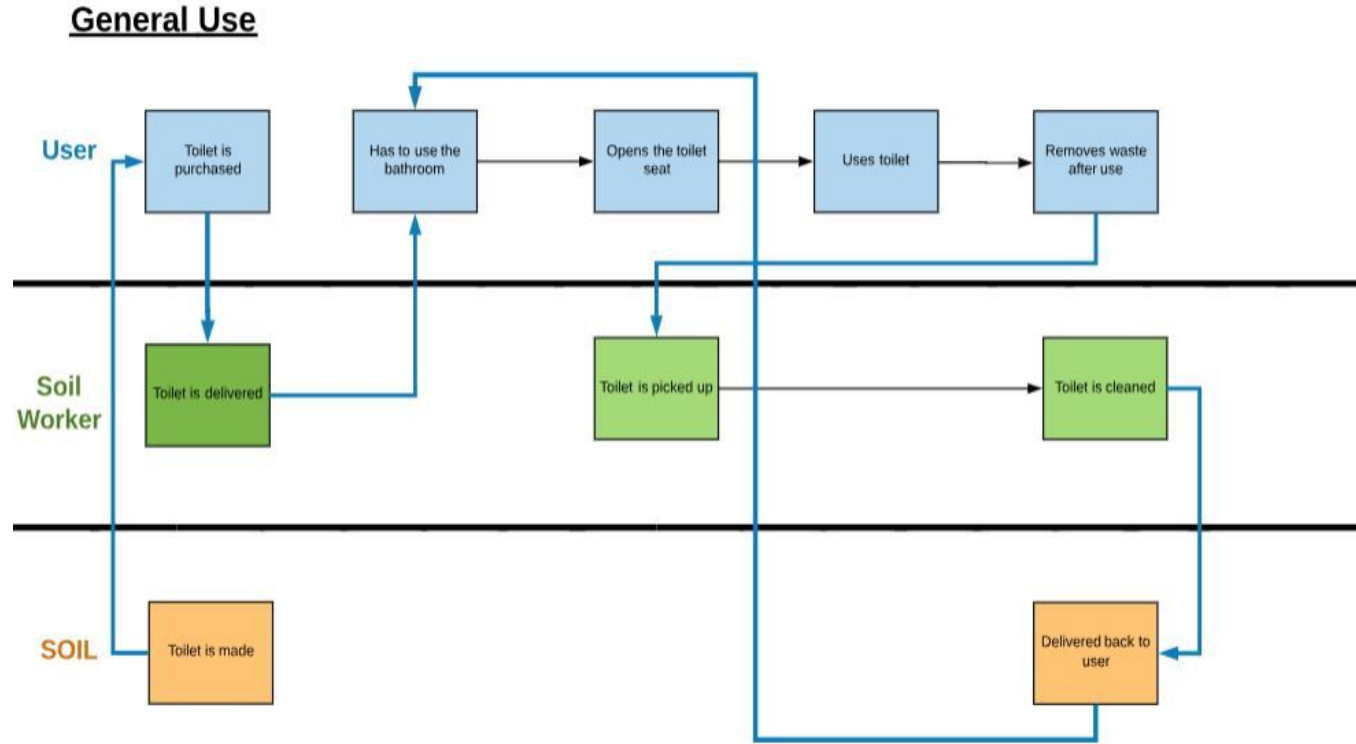 General Use
User
Toilet is
purchased
Has to use the
bathroom
Opens the toilet
seat
Uses toilet
Removes waste
after use
Soil
Worker
Toilet is delivered
Toilet is picked up
Toilet is cleaned
SOIL
Toilet is made
Delivered back to
user